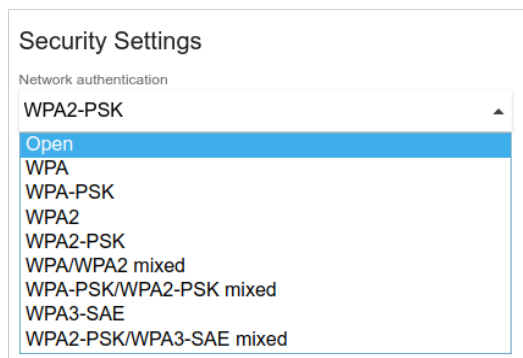 Security Settings
Network authentication
WPA2-PSK
Open
WPA
WPA-PSK
WPA2
WPA2-PSK
WPA/WPA2 mixed
WPA-PSK/WPA2-PSK mixed
WPA3-SAE
WPA2-PSK/WPA3-SAE mixed